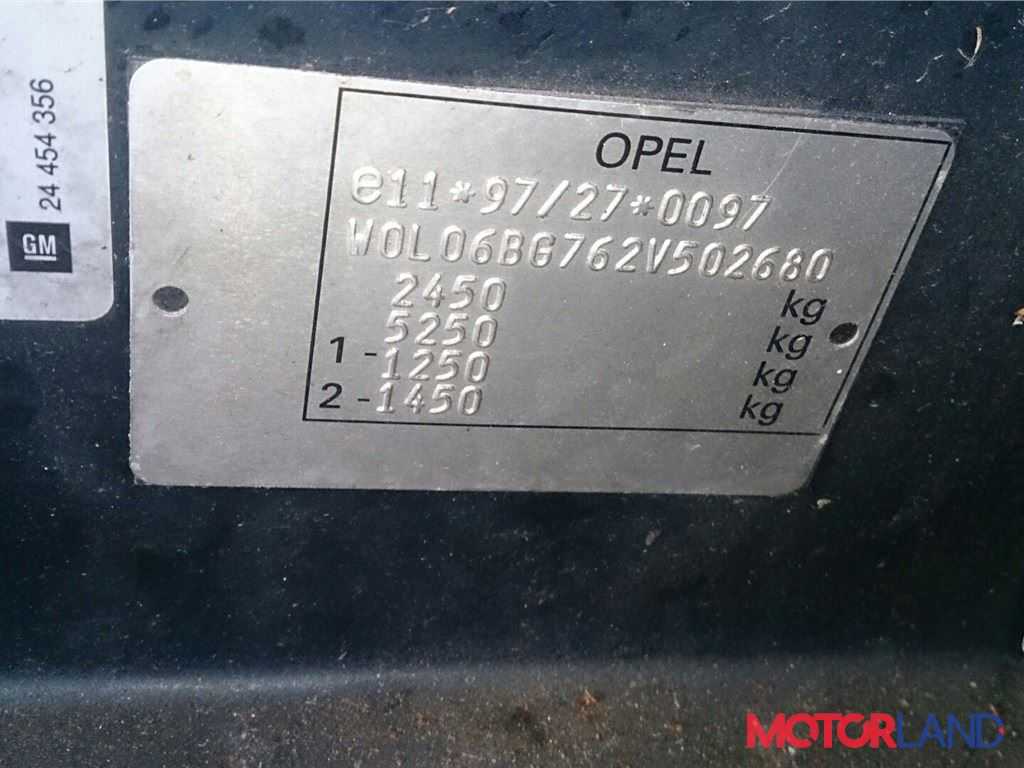 24 454 356
GM
OPEL
e11*97/27*0097
W0L06BG762V502680
2450 kg
5250 kg
1 - 1250 kg
2 - 1450 kg
MOTORLAND